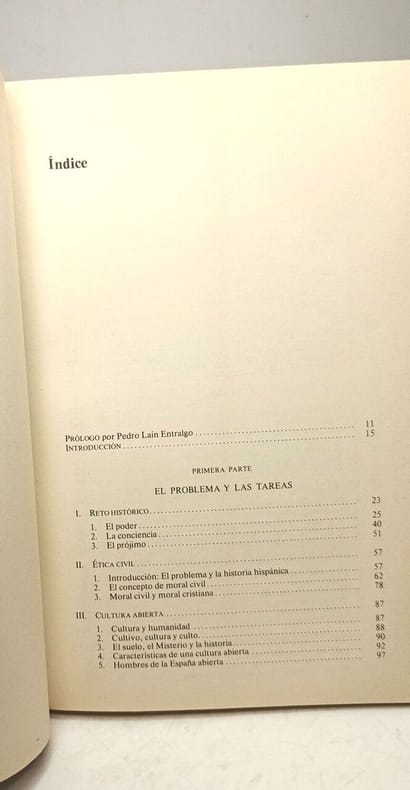 Índice
PRÓLOGO por Pedro Laín Entralgo 11
INTRODUCCIÓN 15
PRIMERA PARTE
EL PROBLEMA Y LAS TAREAS
I. RETO HISTÓRICO 23
1. El poder 25
2. La conciencia 40
3. El prójimo 51
II. ÉTICA CIVIL 57
1. Introducción: El problema y la historia hispánica 57
2. El concepto de moral civil 62
3. Moral civil y moral cristiana 78
III. CULTURA ABIERTA 87
1. Cultura y humanidad 87
2. Cultivo, cultura y culto 88
3. El suelo, el Misterio y la historia 90
4. Características de una cultura abierta 92
5. Hombres de la España abierta 97